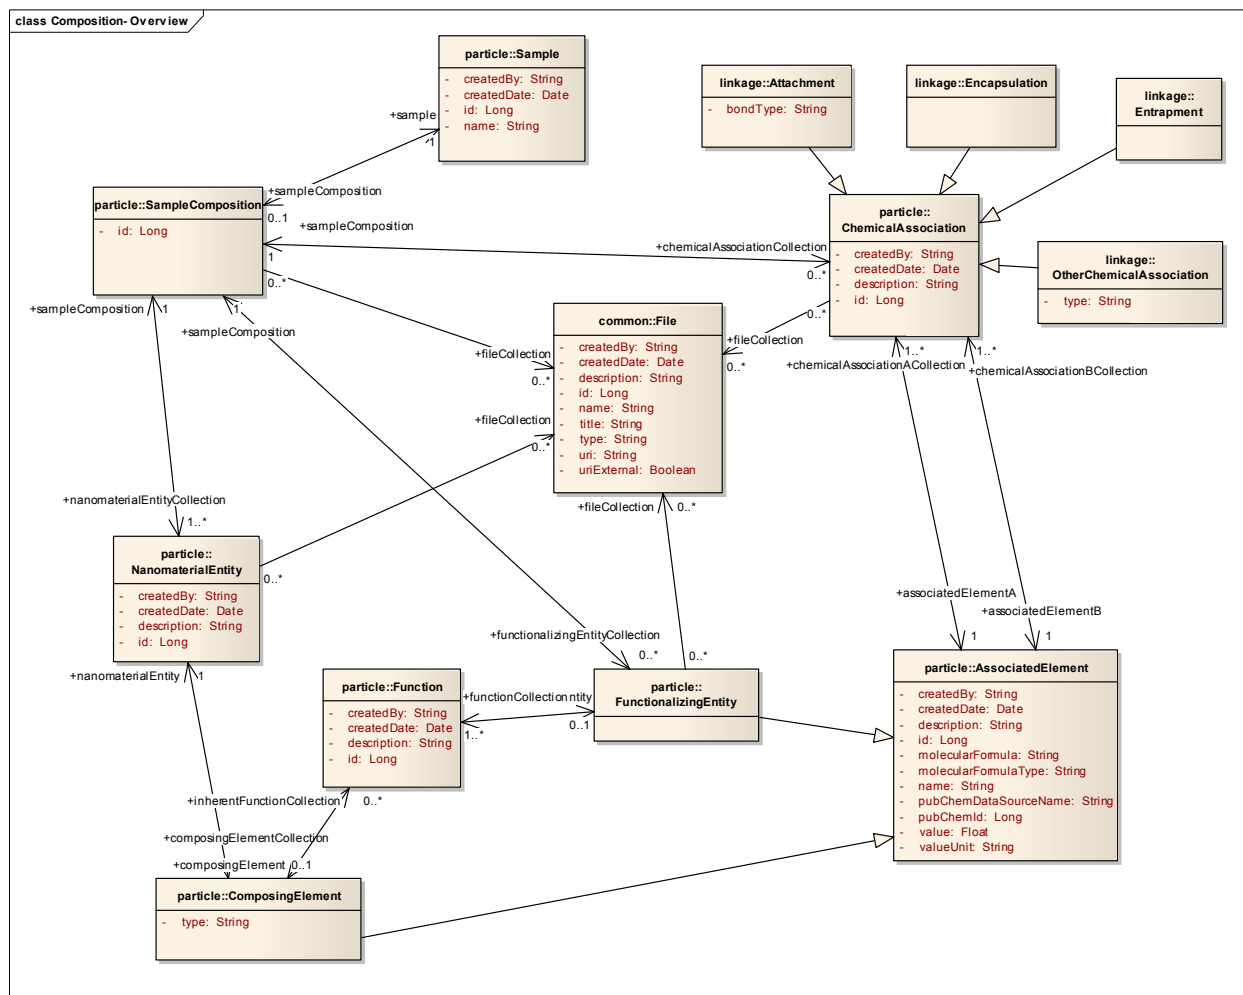 class Composition- Overview
particle::Sample
- createdBy: String
- createdDate: Date
- id: Long
- name: String
linkage::Attachment
- bondType: String
linkage::Encapsulation
linkage::
Entrapment
+sample
1
+sampleComposition
0..1
particle::SampleComposition
- id: Long
+sampleComposition
1
0..*
+chemicalAssociationCollection
0..*
particle::
ChemicalAssociation
- createdBy: String
- createdDate: Date
- description: String
- id: Long
linkage::
OtherChemicalAssociation
- type: String
+sampleComposition
1
1
+sampleComposition
common::File
- createdBy: String
- createdDate: Date
- description: String
- id: Long
- name: String
- title: String
- type: String
- uri: String
- uriExternal: Boolean
0..*
+fileCollection
0..*
+fileCollection
0..*
+fileCollection
0..*
1..*
+chemicalAssociationACollection
1..*
+chemicalAssociationBCollection
+nanomaterialEntityCollection
1..*
+fileCollection
0..*
particle::
NanomaterialEntity
- createdBy: String
- createdDate: Date
- description: String
- id: Long
0..*
+associatedElementA
1
+associatedElementB
1
+functionalizingEntityCollection
0..*
0..*
+nanomaterialEntity
1
particle::Function
- createdBy: String
- createdDate: Date
- description: String
- id: Long
+functionCollection
ntity
1..*
0..1
particle::
FunctionalizingEntity
particle::AssociatedElement
- createdBy: String
- createdDate: Date
- description: String
- id: Long
- molecularFormula: String
- molecularFormulaType: String
- name: String
- pubChemDataSourceName: String
- pubChemId: Long
- value: Float
- valueUnit: String
+inherentFunctionCollection
0..*
+composingElementCollection
+composingElement
0..1
particle::ComposingElement
- type: String